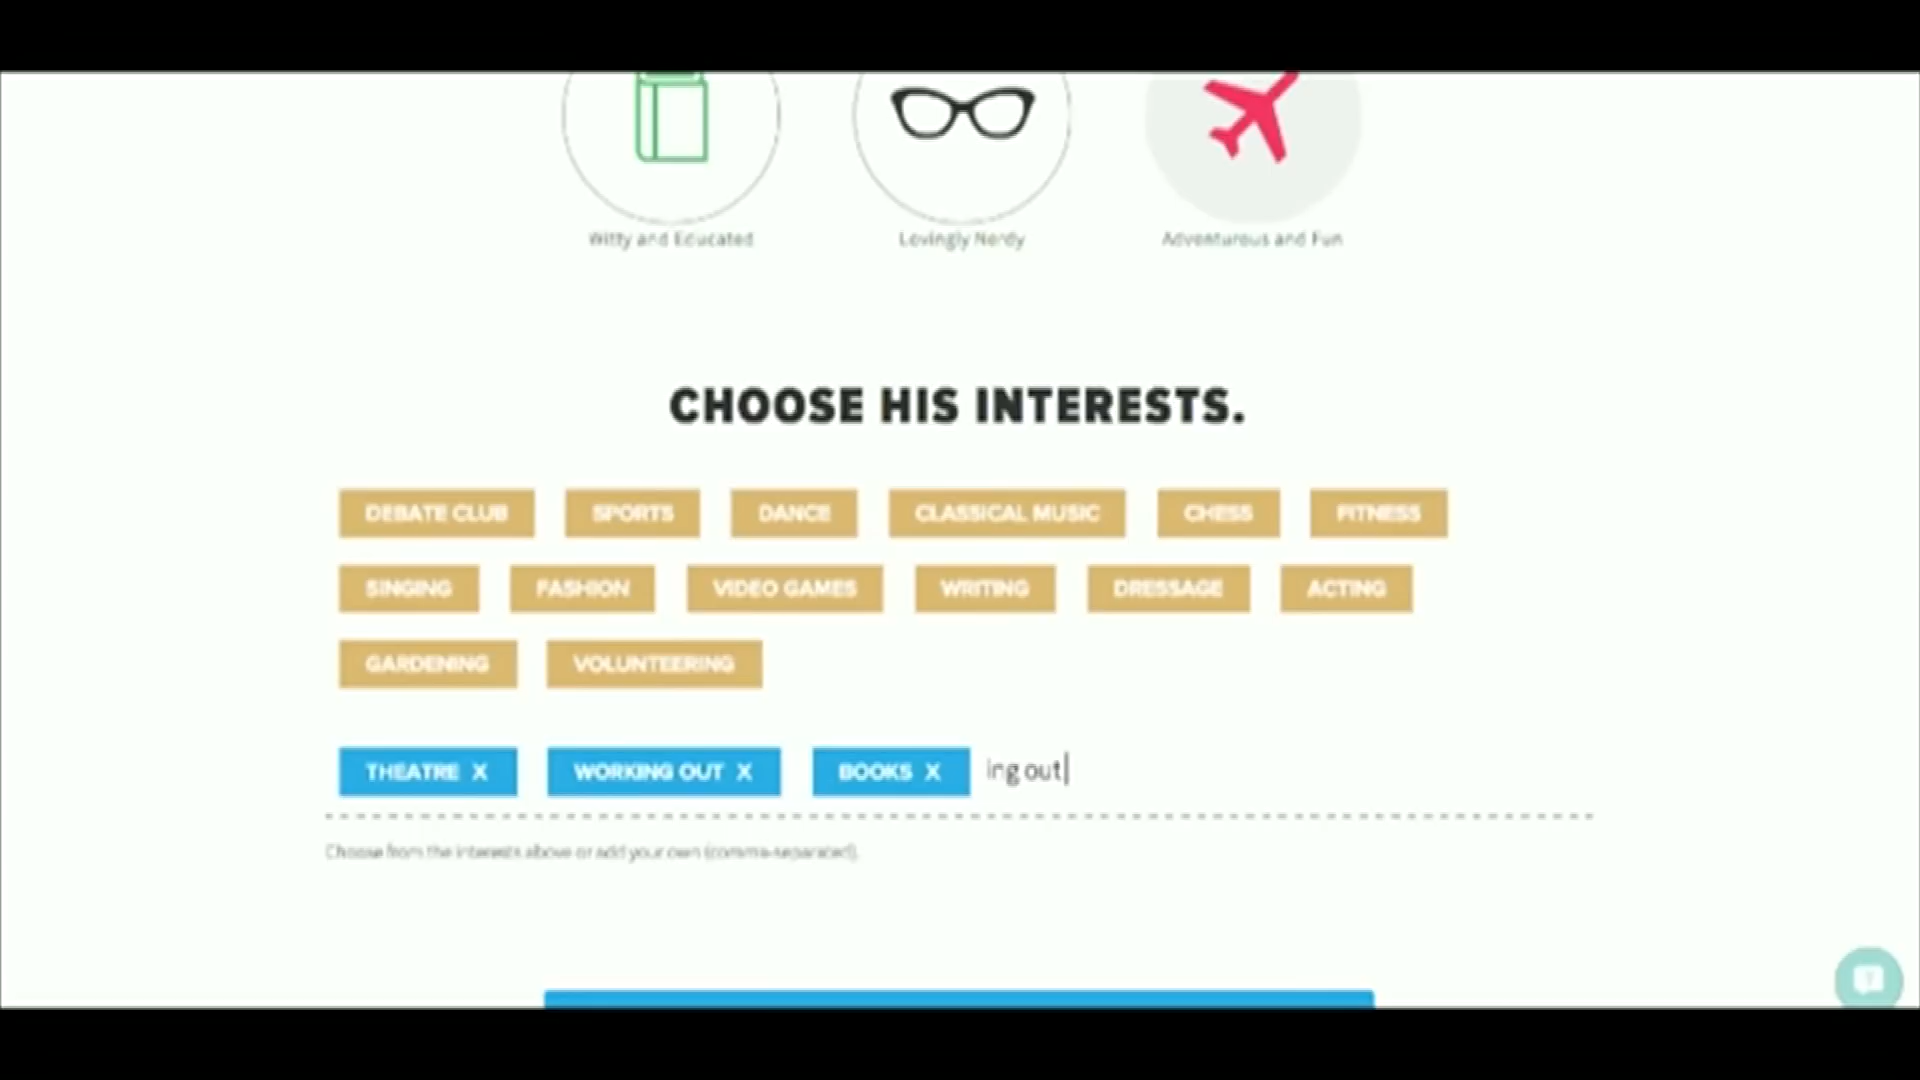 Witty and Educated Lovingly Nerdy Adventurous and Fun
CHOOSE HIS INTERESTS.
DEBATE CLUB SPORTS DANCE CLASSICAL MUSIC CHESS FITNESS
SINGING FASHION VIDEO GAMES WRITING DRESSAGE ACTING
GARDENING VOLUNTEERING
THEATRE X WORKING OUT X BOOKS X ing out
Choose from the interests above or add your own (comma-separated).